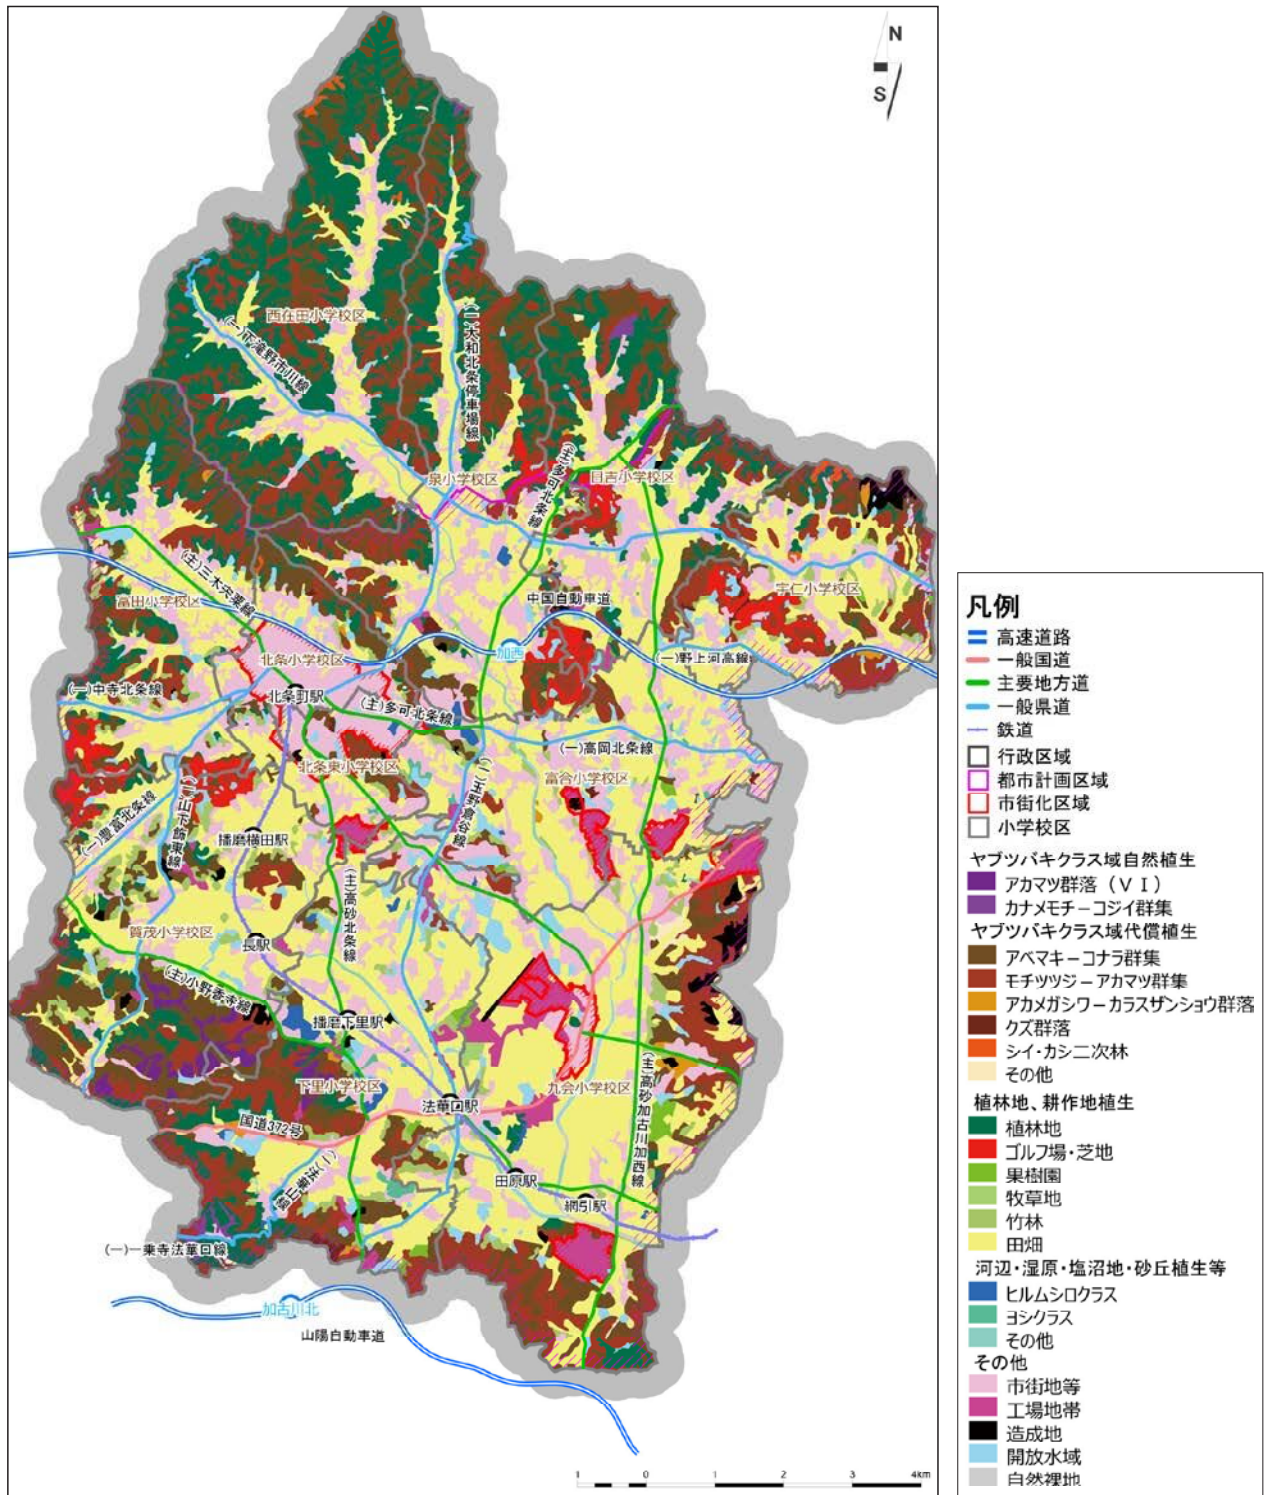 N
S
西在田小学校区
(一)下滝野市川線
(一)大和北条停車場線
泉小学校区
(主)多可北条線
日吉小学校区
(主)三木宍粟線
富田小学校区
中国自動車道
宇仁小学校区
北条小学校区
加西
(一)野上河高線
(一)中寺北条線
北条町駅
(主)多可北条線
(一)高岡北条線
北条東小学校区
富合小学校区
(一)玉野倉谷線
(一)山下飾東線
(一)豊富北条線
播磨横田駅
(主)高砂北条線
賀茂小学校区
長駅
(主)小野香寺線
播磨下里駅
下里小学校区
九会小学校区
(主)高砂加古川加西線
法華口駅
国道372号
(一)法華山線
田原駅
網引駅
(一)一乗寺法華口線
加古川北
山陽自動車道
1 0 1 2 3 4km
凡例
高速道路
一般国道
主要地方道
一般県道
鉄道
行政区域
都市計画区域
市街化区域
小学校区
ヤブツバキクラス域自然植生
アカマツ群落（ＶＩ）
カナメモチーコジイ群集
ヤブツバキクラス域代償植生
アベマキーコナラ群集
モチツツジーアカマツ群集
アカメガシワーカラスザンショウ群落
クズ群落
シイ・カシ二次林
その他
植林地、耕作地植生
植林地
ゴルフ場・芝地
果樹園
牧草地
竹林
田畑
河辺・湿原・塩沼地・砂丘植生等
ヒルムシロクラス
ヨシクラス
その他
その他
市街地等
工場地帯
造成地
開放水域
自然裸地